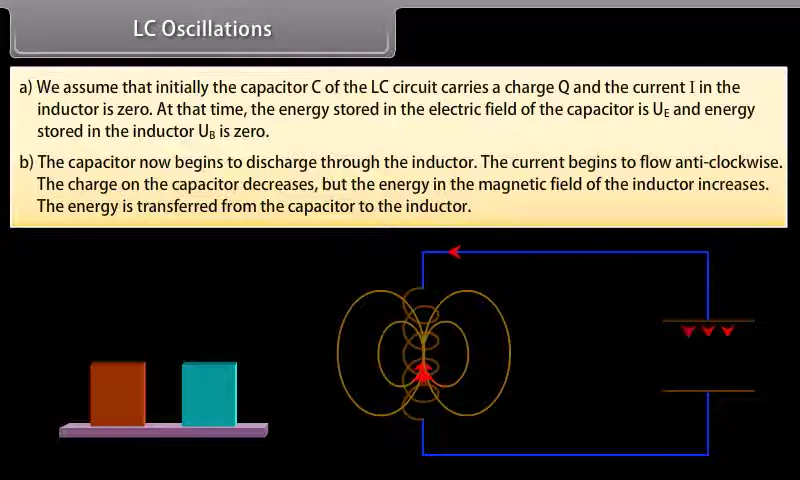 LC Oscillations
a) We assume that initially the capacitor C of the LC circuit carries a charge Q and the current I in the
inductor is zero. At that time, the energy stored in the electric field of the capacitor is UE and energy
stored in the inductor UB is zero.
b) The capacitor now begins to discharge through the inductor. The current begins to flow anti-clockwise.
The charge on the capacitor decreases, but the energy in the magnetic field of the inductor increases.
The energy is transferred from the capacitor to the inductor.